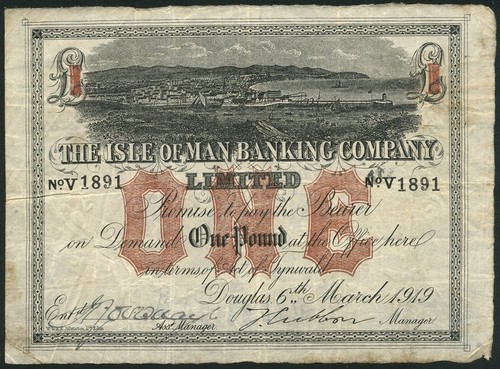 £1 £1
THE ISLE OF MAN BANKING COMPANY
LIMITED
No V 1891 No V 1891
ONE
Promise to pay the Bearer
on Demand One Pound at the Office here
in terms of Act of Tynwald
Douglas 6th March 1919
Entd
Asst. Manager. Manager